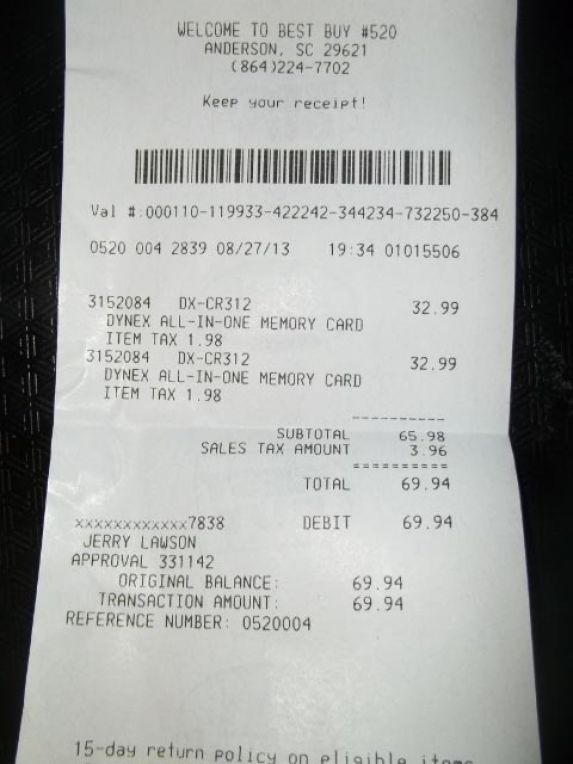 WELCOME TO BEST BUY #520
ANDERSON, SC 29621
(864)224-7702
Keep your receipt!
Val #:000110-119933-422242-344234-732250-384
0520 004 2839 08/27/13 19:34 01015506
3152084 DX-CR312 32.99
DYNEX ALL-IN-ONE MEMORY CARD
ITEM TAX 1.98
3152084 DX-CR312 32.99
DYNEX ALL-IN-ONE MEMORY CARD
ITEM TAX 1.98
----------
SUBTOTAL 65.98
SALES TAX AMOUNT 3.96
==========
TOTAL 69.94
xxxxxxxxxxxx7838 DEBIT 69.94
JERRY LAWSON
APPROVAL 331142
ORIGINAL BALANCE: 69.94
TRANSACTION AMOUNT: 69.94
REFERENCE NUMBER: 0520004
15-day return policy on eligible items